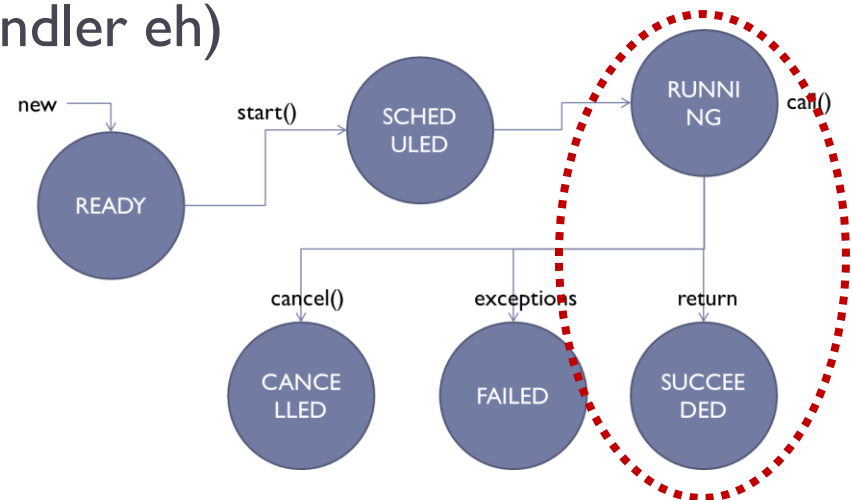 ndler eh)
new
start()
SCHED
ULED
RUNNI
NG
call()
READY
cancel()
exceptions
return
CANCE
LLED
FAILED
SUCCEE
DED